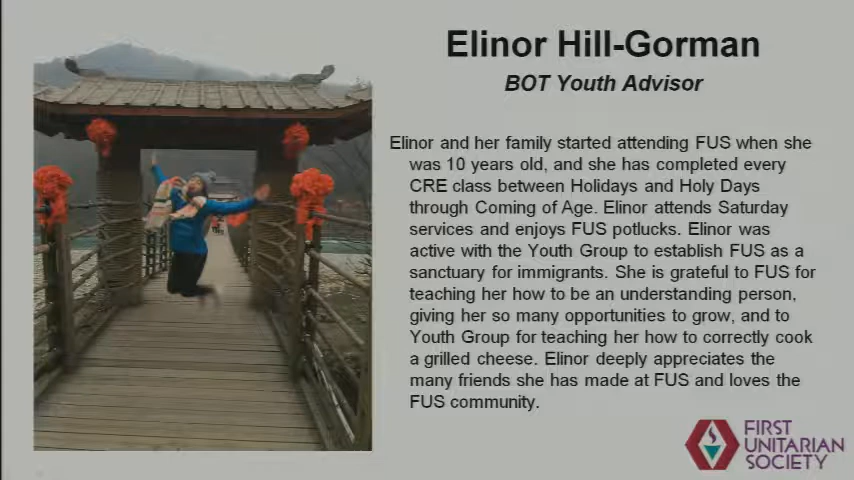 Elinor Hill-Gorman
BOT Youth Advisor
Elinor and her family started attending FUS when she
was 10 years old, and she has completed every
CRE class between Holidays and Holy Days
through Coming of Age. Elinor attends Saturday
services and enjoys FUS potlucks. Elinor was
active with the Youth Group to establish FUS as a
sanctuary for immigrants. She is grateful to FUS for
teaching her how to be an understanding person,
giving her so many opportunities to grow, and to
Youth Group for teaching her how to correctly cook
a grilled cheese. Elinor deeply appreciates the
many friends she has made at FUS and loves the
FUS community.
FIRST
UNITARIAN
SOCIETY